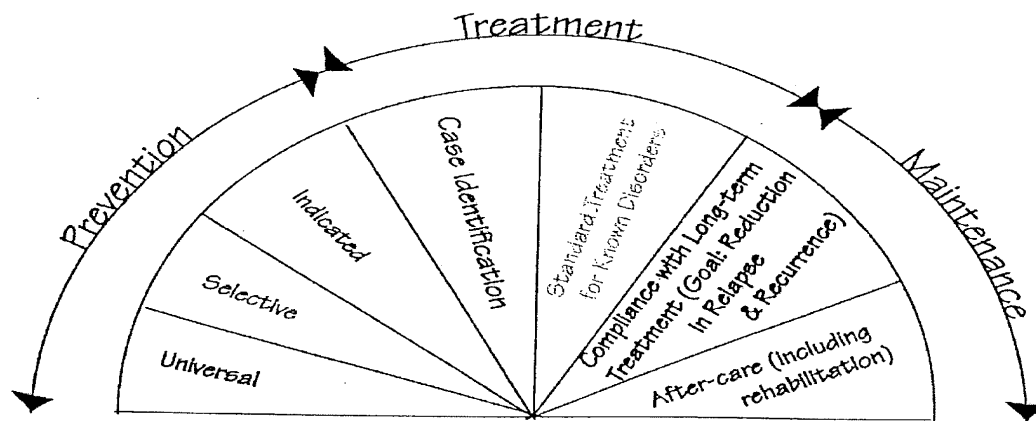 Treatment
Prevention
Maintenance
Universal
Selective
Indicated
Case Identification
Standard Treatment
for Known Disorders
Compliance with Long-term
Treatment (Goal: Reduction
in Relapse
& Recurrence)
After-care (Including
rehabilitation)